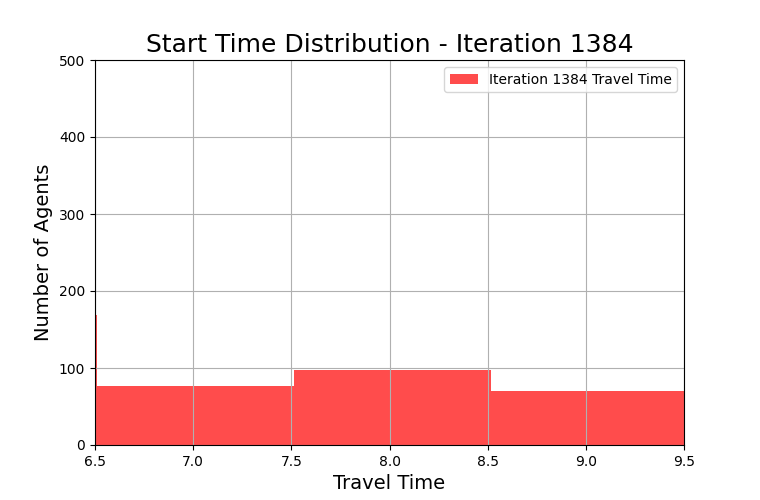 Start Time Distribution - Iteration 1384
Iteration 1384 Travel Time
Number of Agents
500
400
300
200
100
0
6.5 7.0 7.5 8.0 8.5 9.0 9.5
Travel Time